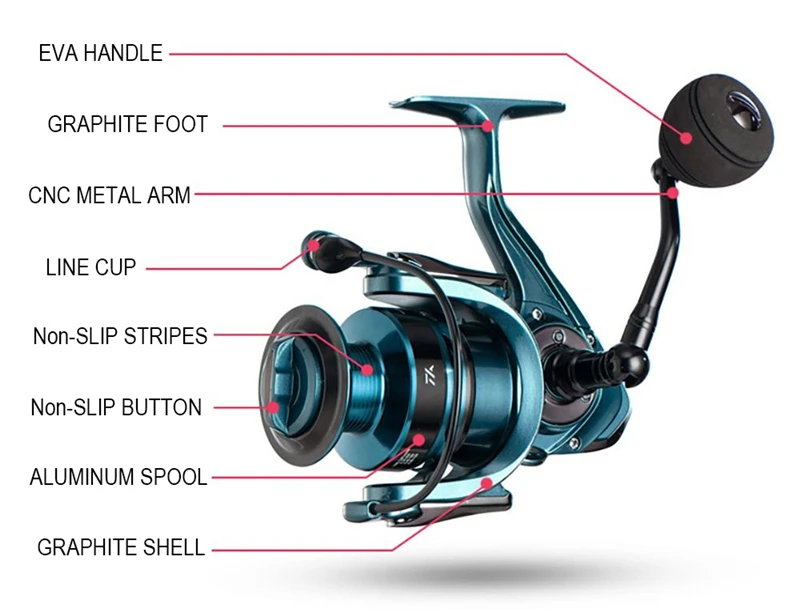 EVA HANDLE
GRAPHITE FOOT
CNC METAL ARM
LINE CUP
Non-SLIP STRIPES
Non-SLIP BUTTON
ALUMINUM SPOOL
GRAPHITE SHELL